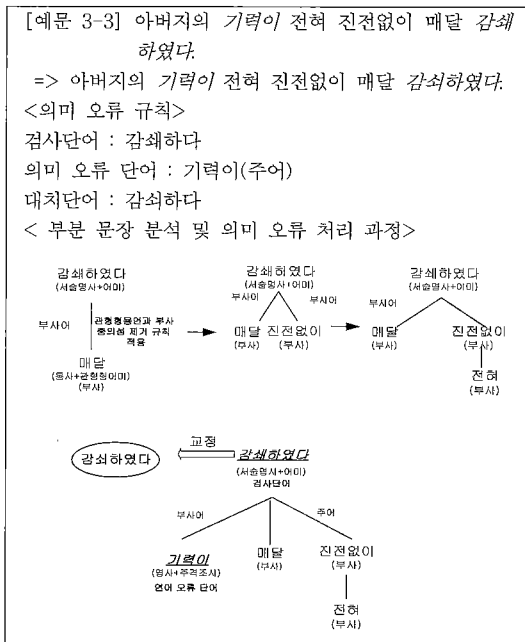 [예문 3-3] 아버지의 기력이 전혀 진전없이 매달 감쇄
하였다.
=> 아버지의 기력이 전혀 진전없이 매달 감쇠하였다.
<의미 오류 규칙>
검사단어 : 감쇄하다
의미 오류 단어 : 기력이(주어)
대치단어 : 감쇠하다
< 부분 문장 분석 및 의미 오류 처리 과정>
감쇄하였다 감쇄하였다 감쇄하였다
(서술명사+어미) (서술명사+어미) (서술명사+어미)
부사어 관형형용언과 부사 부사어 부사어 부사어
중의성 제거 규칙
적용
매달 매달 진전없이 매달 진전없이
(동사+관형형어미) (부사) (부사) (부사) (부사)
(부사)
전혀
(부사)
교정
감쇠하였다 감쇄하였다
(서술명사+어미)
검사단어
부사어 주어
기력이 매달 진전없이
(명사+주격조사) (부사) (부사)
연어 오류 단어
전혀
(부사)